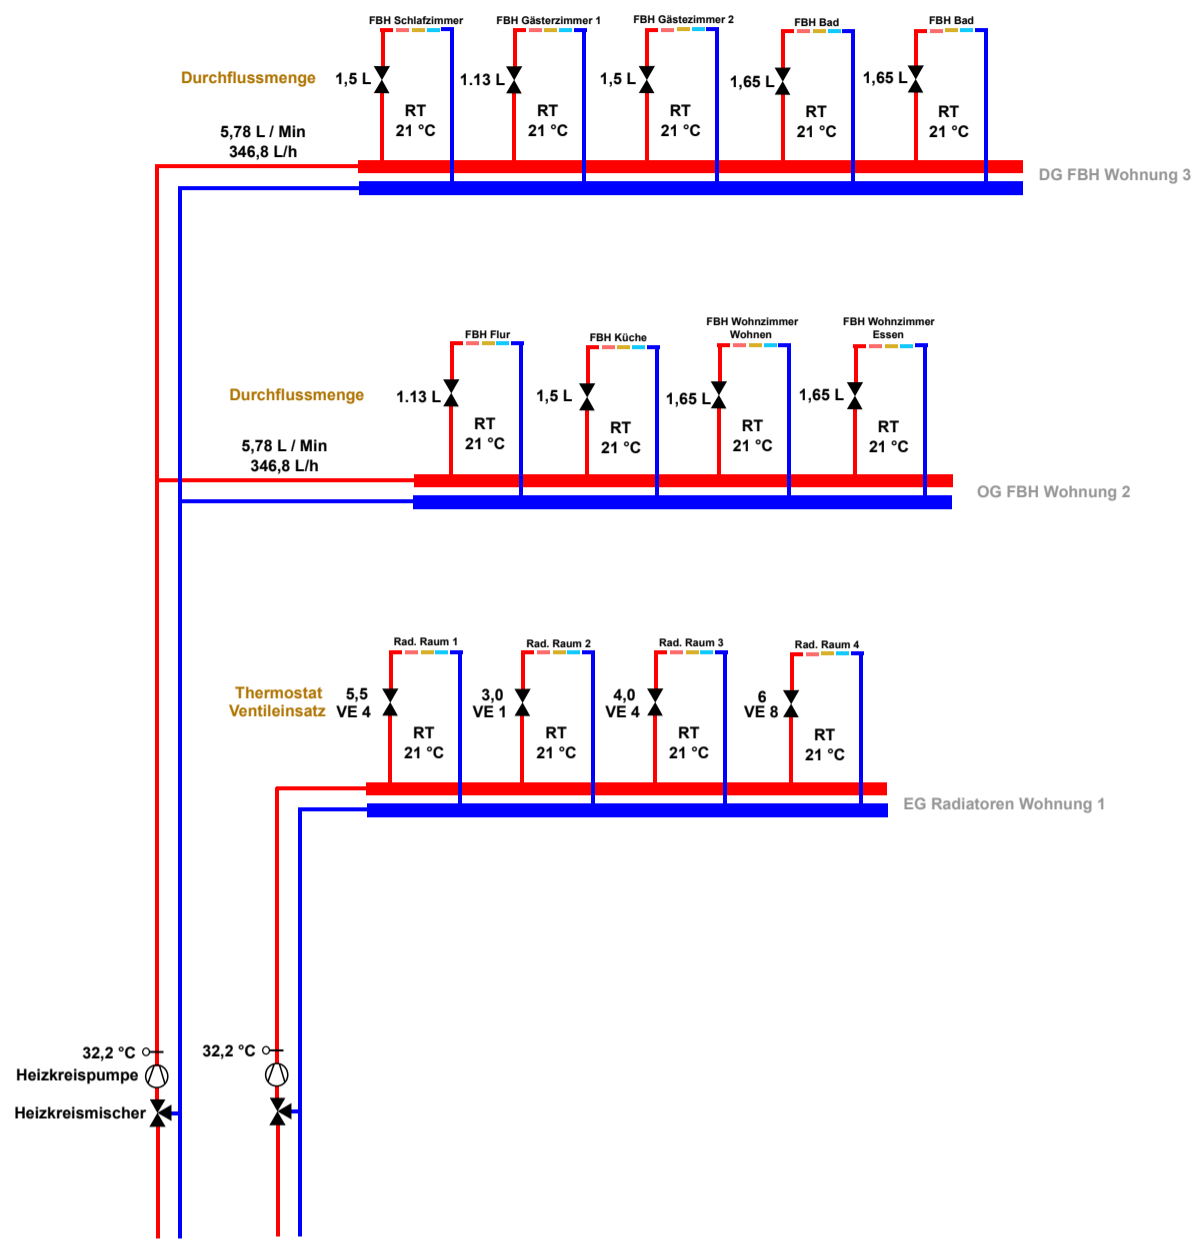 FBH Schlafzimmer
FBH Gästerzimmer 1
FBH Gästezimmer 2
FBH Bad
FBH Bad
Durchflussmenge
1,5 L
1.13 L
1,5 L
1,65 L
1,65 L
RT
21 °C
RT
21 °C
RT
21 °C
RT
21 °C
RT
21 °C
5,78 L / Min
346,8 L/h
DG FBH Wohnung 3
FBH Flur
FBH Küche
FBH Wohnzimmer
Wohnen
FBH Wohnzimmer
Essen
Durchflussmenge
1.13 L
1,5 L
1,65 L
1,65 L
RT
21 °C
RT
21 °C
RT
21 °C
RT
21 °C
5,78 L / Min
346,8 L/h
OG FBH Wohnung 2
Rad. Raum 1
Rad. Raum 2
Rad. Raum 3
Rad. Raum 4
Thermostat
Ventileinsatz
5,5
VE 4
3,0
VE 1
4,0
VE 4
6
VE 8
RT
21 °C
RT
21 °C
RT
21 °C
RT
21 °C
EG Radiatoren Wohnung 1
32,2 °C
32,2 °C
Heizkreispumpe
Heizkreismischer